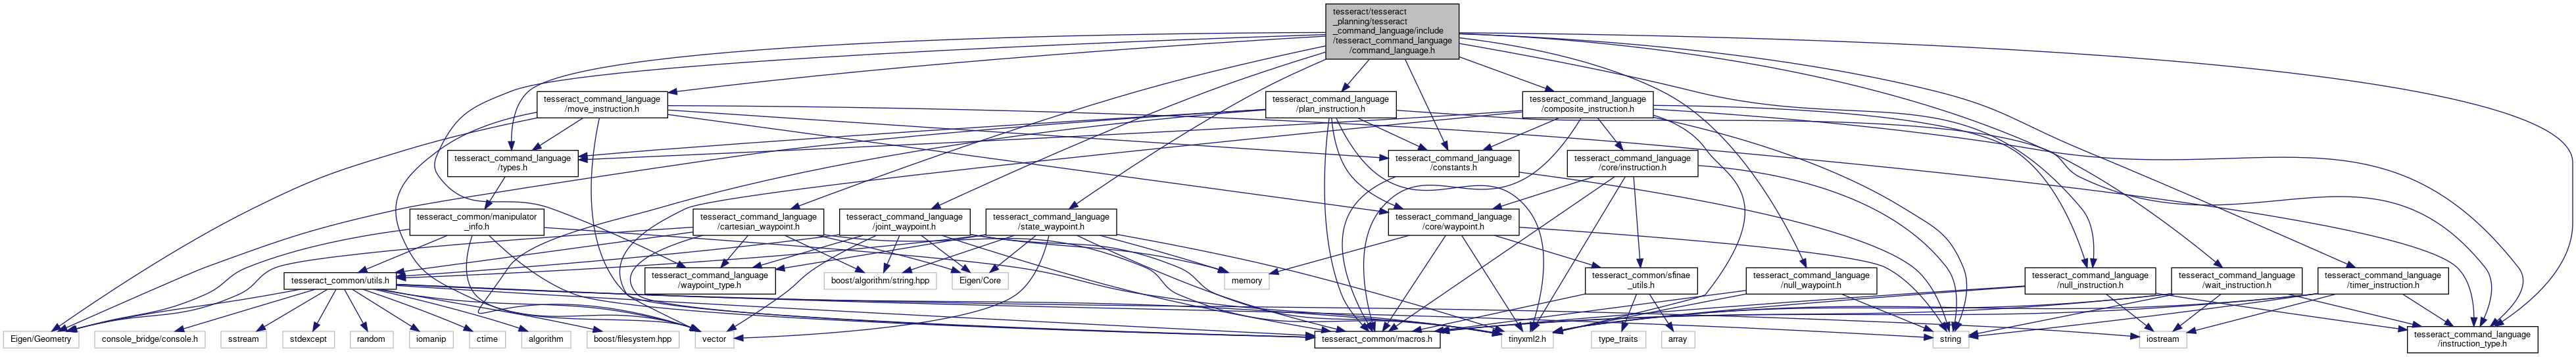 tesseract/tesseract
_planning/tesseract
_command_language/include
/tesseract_command_language
/command_language.h
tesseract_command_language
/move_instruction.h
tesseract_command_language
/plan_instruction.h
tesseract_command_language
/composite_instruction.h
tesseract_command_language
/types.h
tesseract_command_language
/constants.h
tesseract_command_language
/core/instruction.h
tesseract_common/manipulator
_info.h
tesseract_command_language
/cartesian_waypoint.h
tesseract_command_language
/joint_waypoint.h
tesseract_command_language
/state_waypoint.h
tesseract_command_language
/core/waypoint.h
tesseract_common/utils.h
tesseract_command_language
/waypoint_type.h
boost/algorithm/string.hpp
Eigen/Core
memory
tesseract_common/sfinae
_utils.h
tesseract_command_language
/null_waypoint.h
tesseract_command_language
/null_instruction.h
tesseract_command_language
/wait_instruction.h
tesseract_command_language
/timer_instruction.h
Eigen/Geometry
console_bridge/console.h
sstream
stdexcept
random
iomanip
ctime
algorithm
boost/filesystem.hpp
vector
tesseract_common/macros.h
tinyxml2.h
type_traits
array
string
iostream
tesseract_command_language
/instruction_type.h